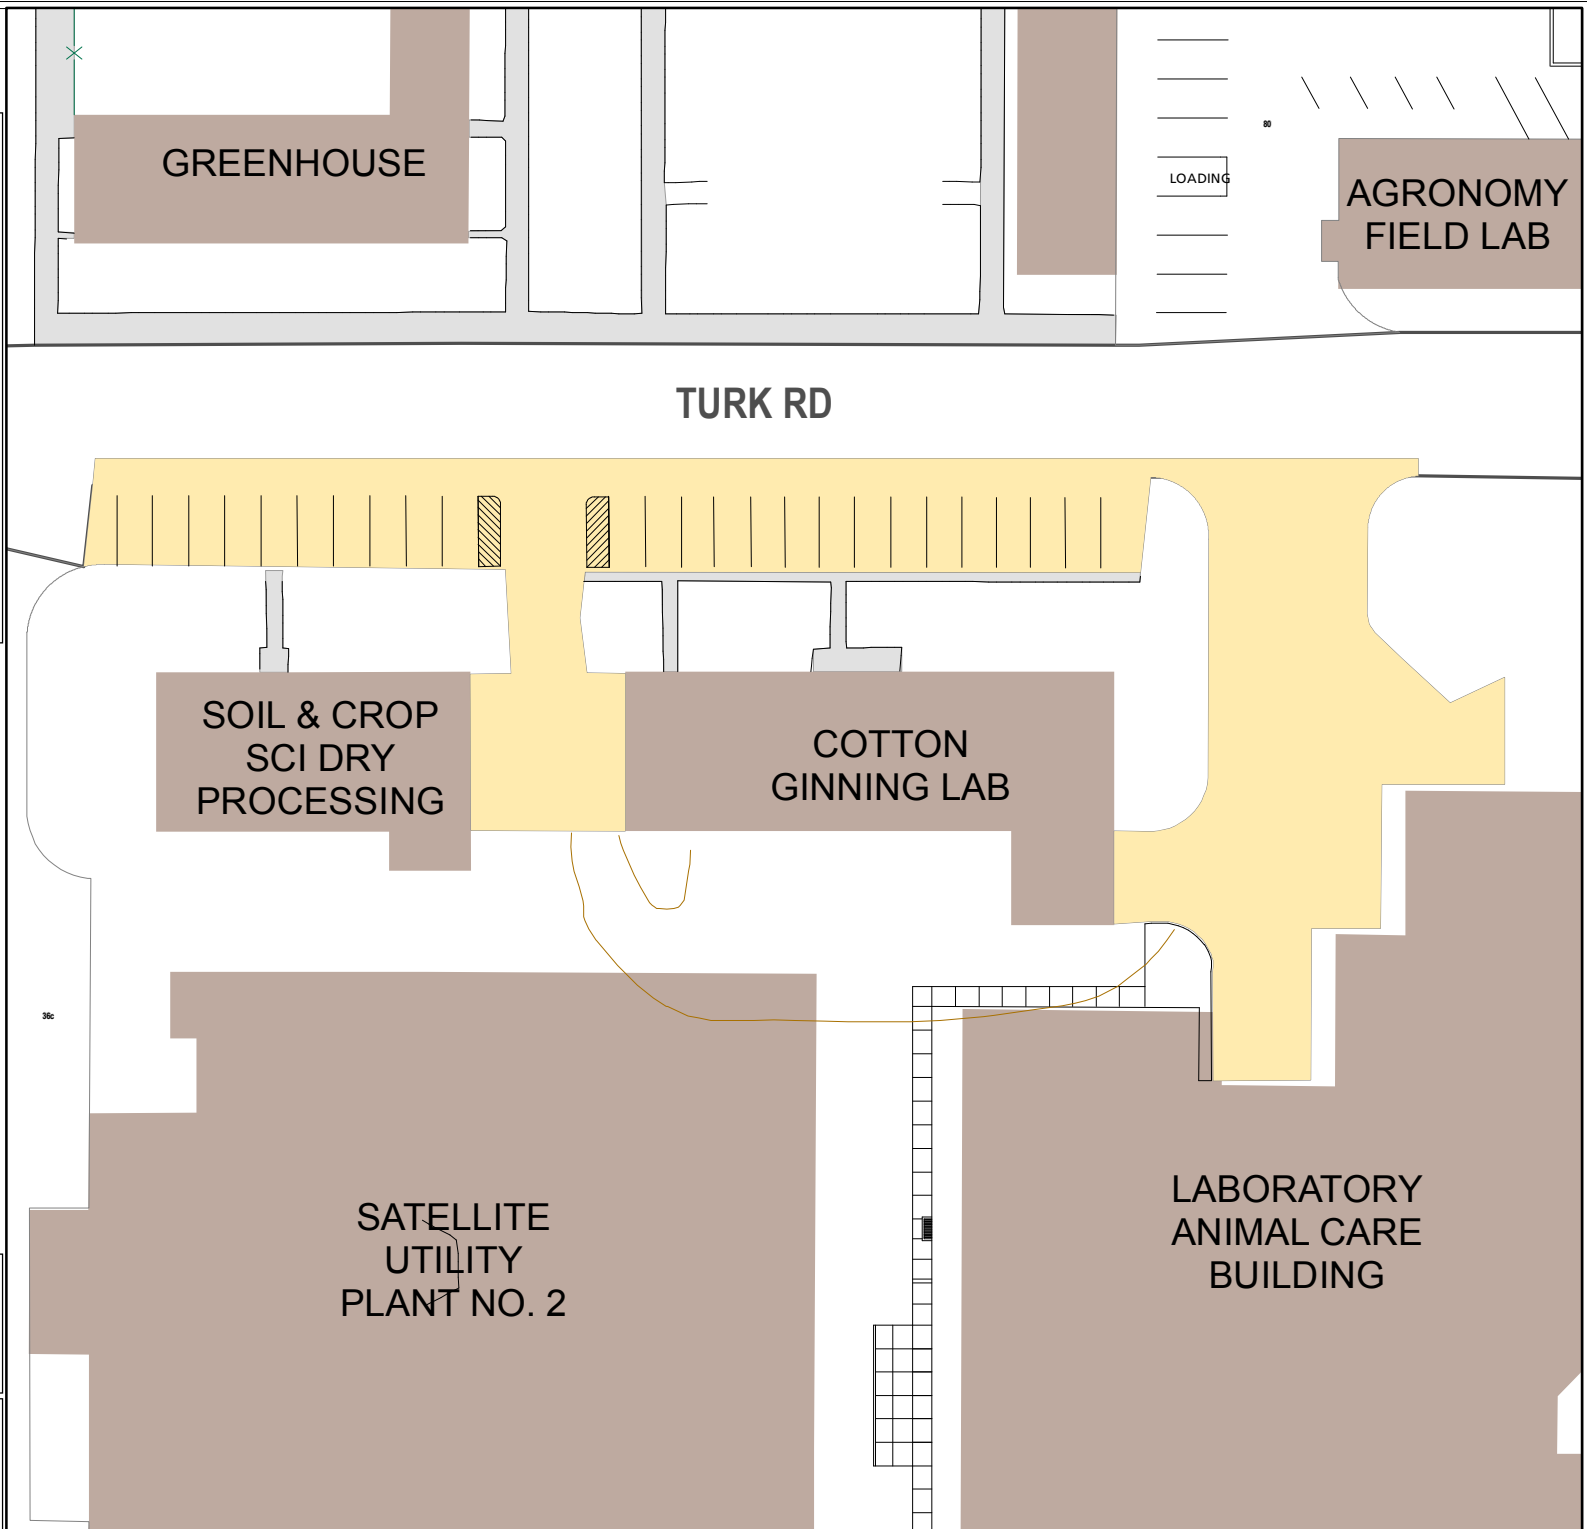 80
GREENHOUSE
LOADING
AGRONOMY
FIELD LAB
TURK RD
SOIL & CROP
SCI DRY
PROCESSING
COTTON
GINNING LAB
36c
SATELLITE
UTILITY
PLANT NO. 2
LABORATORY
ANIMAL CARE
BUILDING